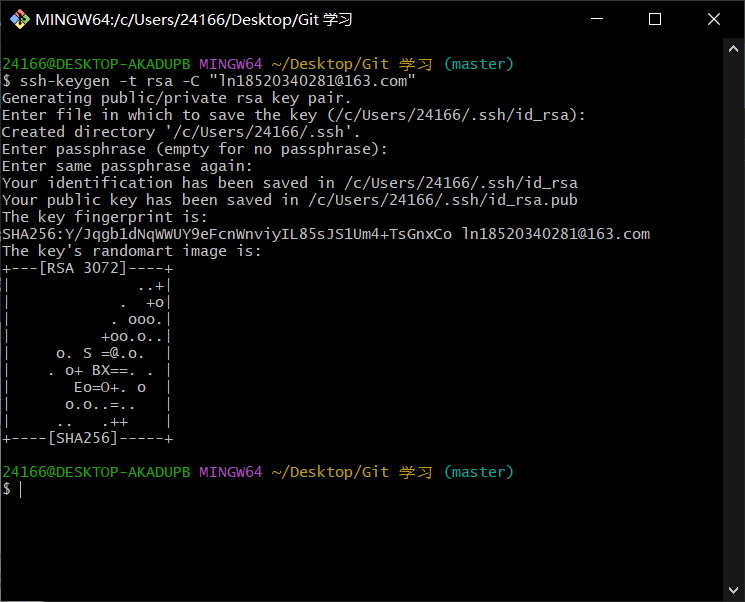 MINGW64:/c/Users/24166/Desktop/Git 学习
24166@DESKTOP-AKADUPB MINGW64 ~/Desktop/Git 学习 (master)
$ ssh-keygen -t rsa -C "ln18520340281@163.com"
Generating public/private rsa key pair.
Enter file in which to save the key (/c/Users/24166/.ssh/id_rsa):
Created directory '/c/Users/24166/.ssh'.
Enter passphrase (empty for no passphrase):
Enter same passphrase again:
Your identification has been saved in /c/Users/24166/.ssh/id_rsa
Your public key has been saved in /c/Users/24166/.ssh/id_rsa.pub
The key fingerprint is:
SHA256:Y/Jqgb1dNqWWUY9eFcnWnviyIL85sJS1Um4+TsGnxCo ln18520340281@163.com
The key's randomart image is:
+---[RSA 3072]----+
|              ..+|
|            .  +o|
|           . ooo.|
|          +oo.o..|
|     o. S =@.o.  |
|    . o+ BX==. . |
|       Eo=O+. o  |
|      o.o..=..   |
|     ..   .++    |
+----[SHA256]-----+
24166@DESKTOP-AKADUPB MINGW64 ~/Desktop/Git 学习 (master)
$